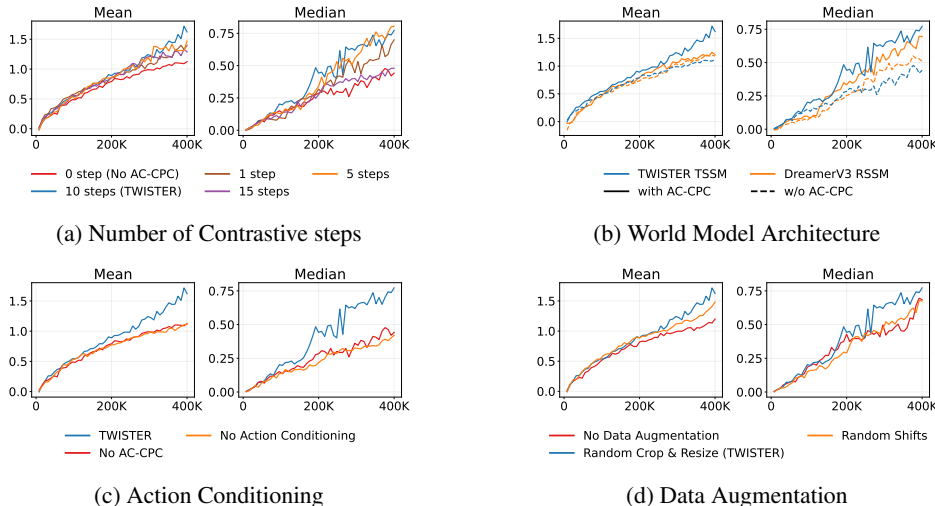 Mean Median
1.5
1.0
0.5
0.0
0.75
0.50
0.25
0.00
0 200K 400K 0 200K 400K
0 step (No AC-CPC) 1 step 5 steps
10 steps (TWISTER) 15 steps
(a) Number of Contrastive steps
Mean Median
1.5
1.0
0.5
0.0
0.75
0.50
0.25
0.00
0 200K 400K 0 200K 400K
TWISTER TSSM DreamerV3 RSSM
with AC-CPC w/o AC-CPC
(b) World Model Architecture
Mean Median
1.5
1.0
0.5
0.0
0.75
0.50
0.25
0.00
0 200K 400K 0 200K 400K
TWISTER No Action Conditioning
No AC-CPC
(c) Action Conditioning
Mean Median
1.5
1.0
0.5
0.0
0.75
0.50
0.25
0.00
0 200K 400K 0 200K 400K
No Data Augmentation Random Shifts
Random Crop & Resize (TWISTER)
(d) Data Augmentation